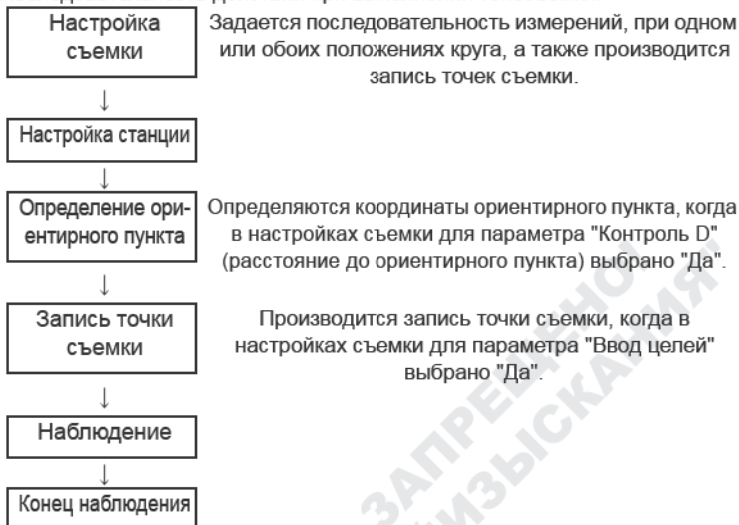 Настройка
съемки
Задается последовательность измерений, при одном
или обоих положениях круга, а также производится
запись точек съемки.
↓
Настройка станции
↓
Определение ори-
ентирного пункта
Определяются координаты ориентирного пункта, когда
в настройках съемки для параметра "Контроль D"
(расстояние до ориентирного пункта) выбрано "Да".
↓
Запись точки
съемки
Производится запись точки съемки, когда в
настройках съемки для параметра "Ввод целей"
выбрано "Да".
↓
Наблюдение
↓
Конец наблюдения
ЗАПРЕЩЕНО!
"ИЗЫСКАНИЯ"